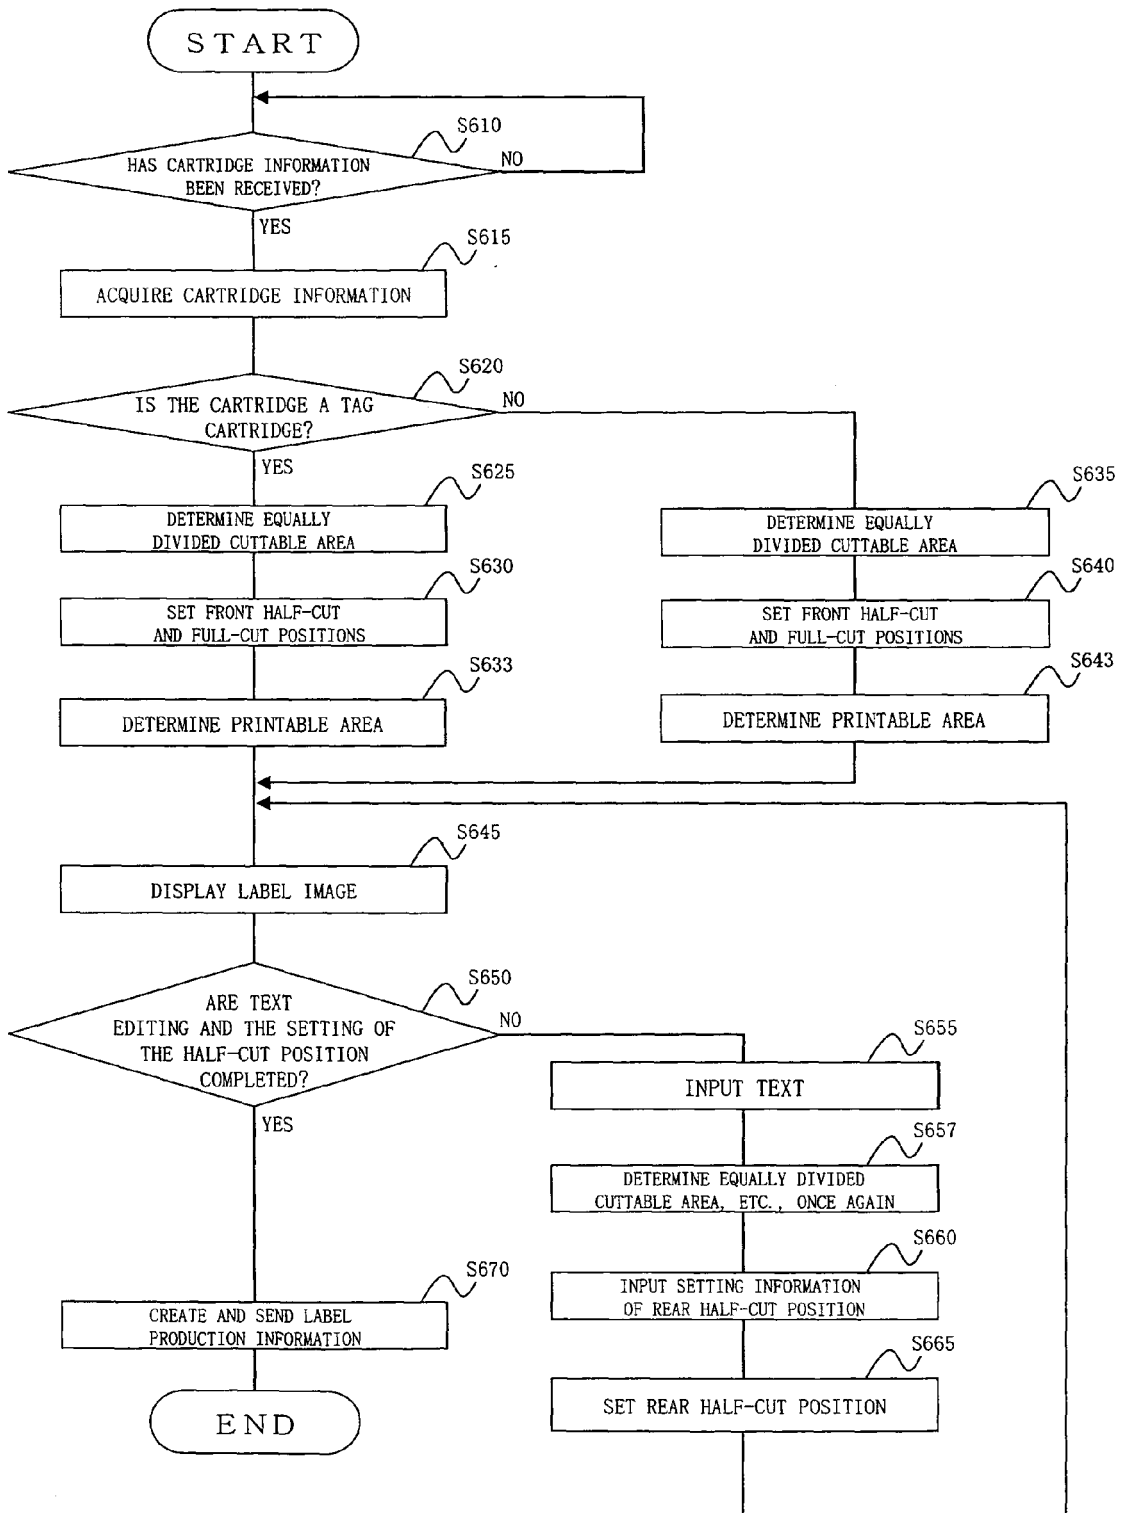 START
S610
HAS CARTRIDGE INFORMATION
BEEN RECEIVED?
NO
YES
S615
ACQUIRE CARTRIDGE INFORMATION
S620
IS THE CARTRIDGE A TAG
CARTRIDGE?
NO
YES
S625
DETERMINE EQUALLY
DIVIDED CUTTABLE AREA
S635
DETERMINE EQUALLY
DIVIDED CUTTABLE AREA
S630
SET FRONT HALF-CUT
AND FULL-CUT POSITIONS
S640
SET FRONT HALF-CUT
AND FULL-CUT POSITIONS
S633
DETERMINE PRINTABLE AREA
S643
DETERMINE PRINTABLE AREA
S645
DISPLAY LABEL IMAGE
S650
ARE TEXT
EDITING AND THE SETTING OF
THE HALF-CUT POSITION
COMPLETED?
NO
YES
S655
INPUT TEXT
S657
DETERMINE EQUALLY DIVIDED
CUTTABLE AREA, ETC., ONCE AGAIN
S660
INPUT SETTING INFORMATION
OF REAR HALF-CUT POSITION
S665
SET REAR HALF-CUT POSITION
S670
CREATE AND SEND LABEL
PRODUCTION INFORMATION
END